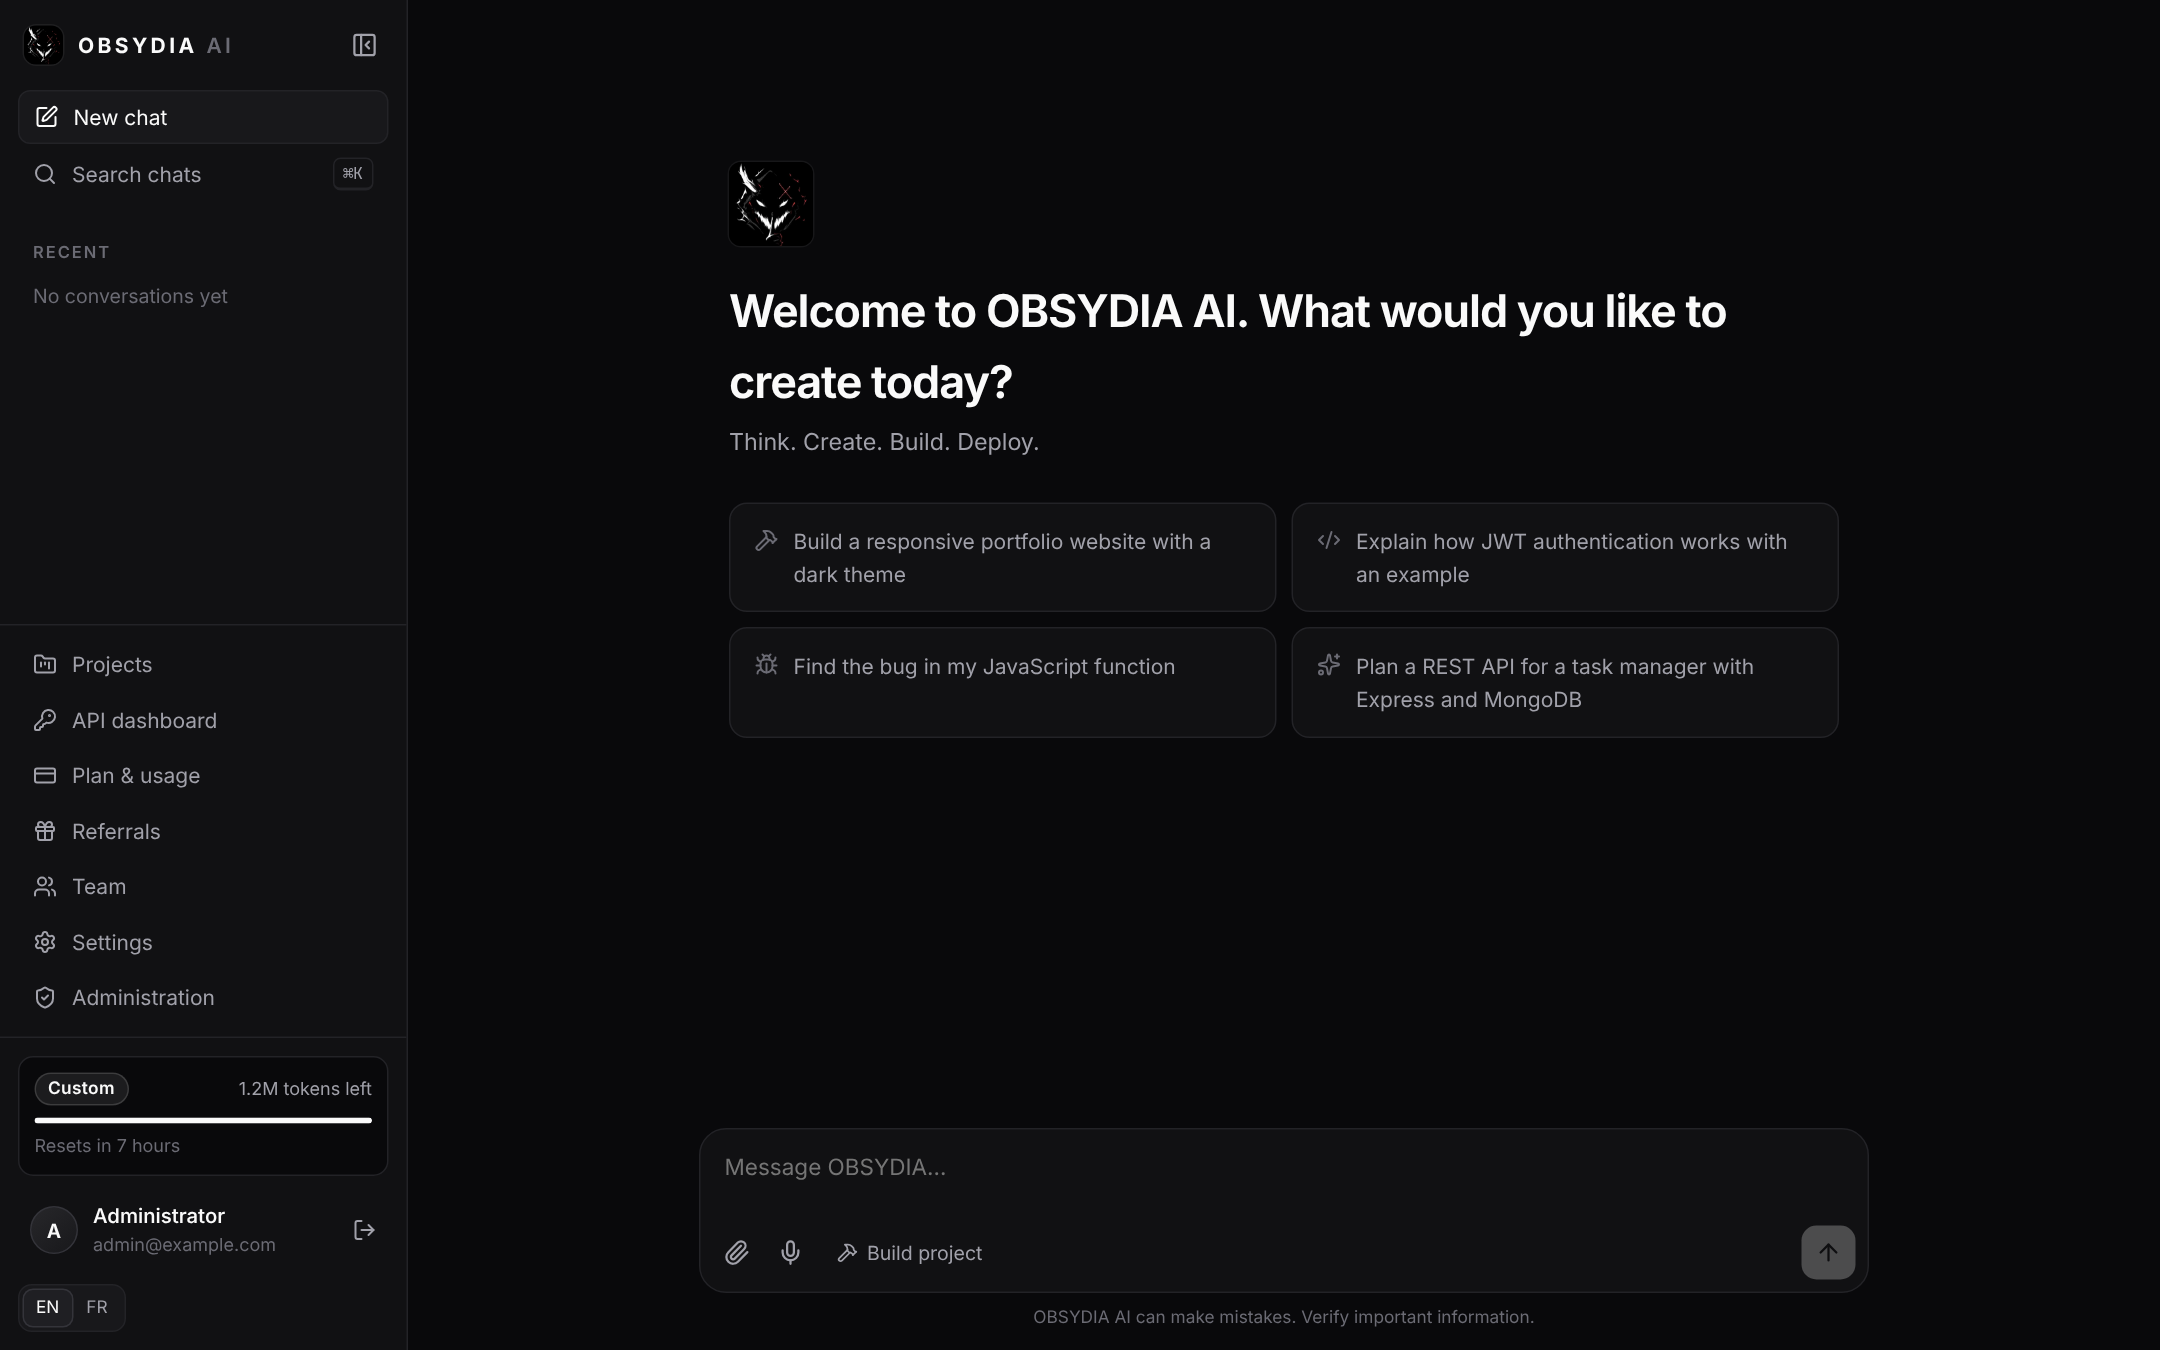 OBSYDIA AI
New chat
Search chats
⌘K
RECENT
No conversations yet
Projects
API dashboard
Plan & usage
Referrals
Team
Settings
Administration
Custom
1.2M tokens left
Resets in 7 hours
A
Administrator
admin@example.com
EN
FR
Welcome to OBSYDIA AI. What would you like to
create today?
Think. Create. Build. Deploy.
Build a responsive portfolio website with a
dark theme
Explain how JWT authentication works with
an example
Find the bug in my JavaScript function
Plan a REST API for a task manager with
Express and MongoDB
Message OBSYDIA...
Build project
OBSYDIA AI can make mistakes. Verify important information.